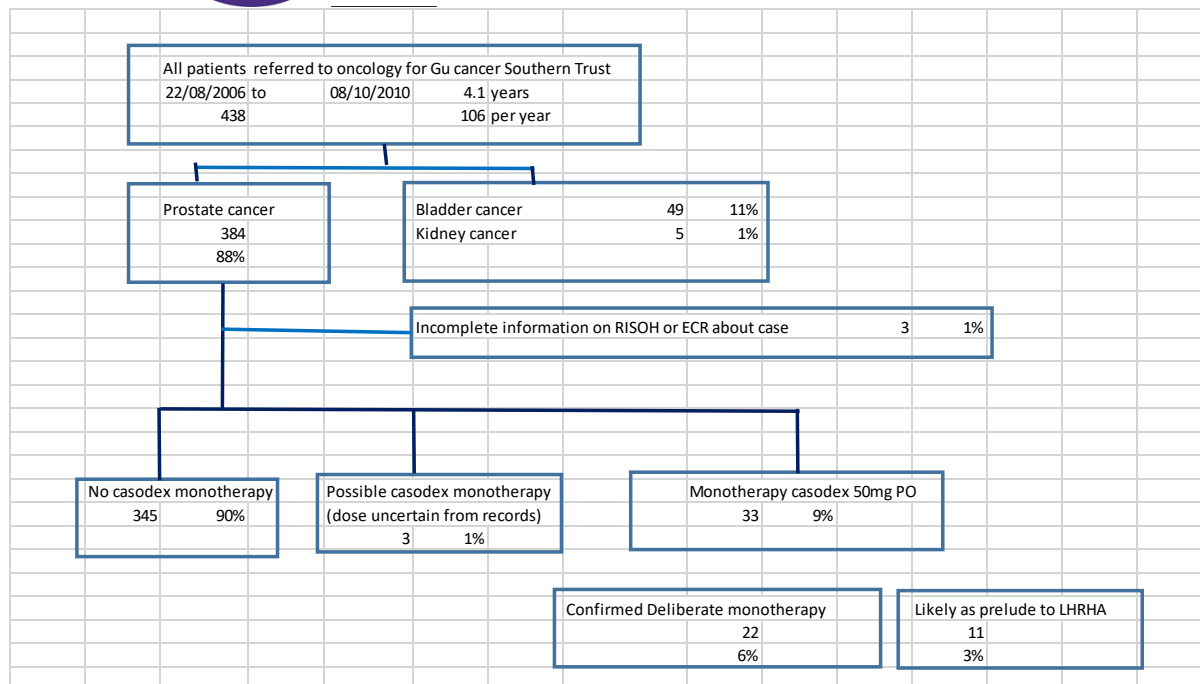 All patients referred to oncology for Gu cancer Southern Trust
22/08/2006 to 08/10/2010 4.1 years
438 106 per year
Prostate cancer
384
88%
Bladder cancer 49 11%
Kidney cancer 5 1%
Incomplete information on RISOH or ECR about case 3 1%
No casodex monotherapy
345 90%
Possible casodex monotherapy
(dose uncertain from records)
3 1%
Monotherapy casodex 50mg PO
33 9%
Confirmed Deliberate monotherapy
22
6%
Likely as prelude to LHRHA
11
3%